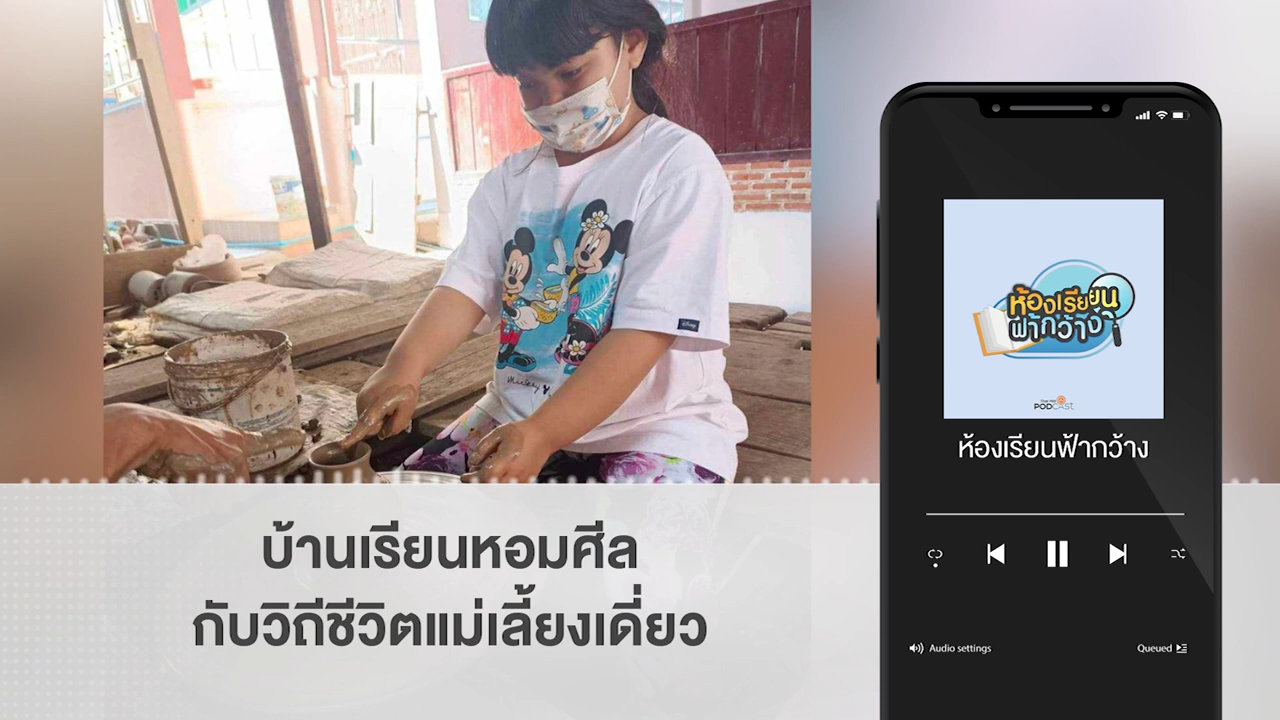 บ้านเรียนหอมศีล
กับวิถีชีวิตแม่เลี้ยงเดี่ยว
ห้องเรียน
ฟ้ากว้าง
Thai PBS
PODCAST
ห้องเรียนฟ้ากว้าง
Audio settings
Queued
Disney